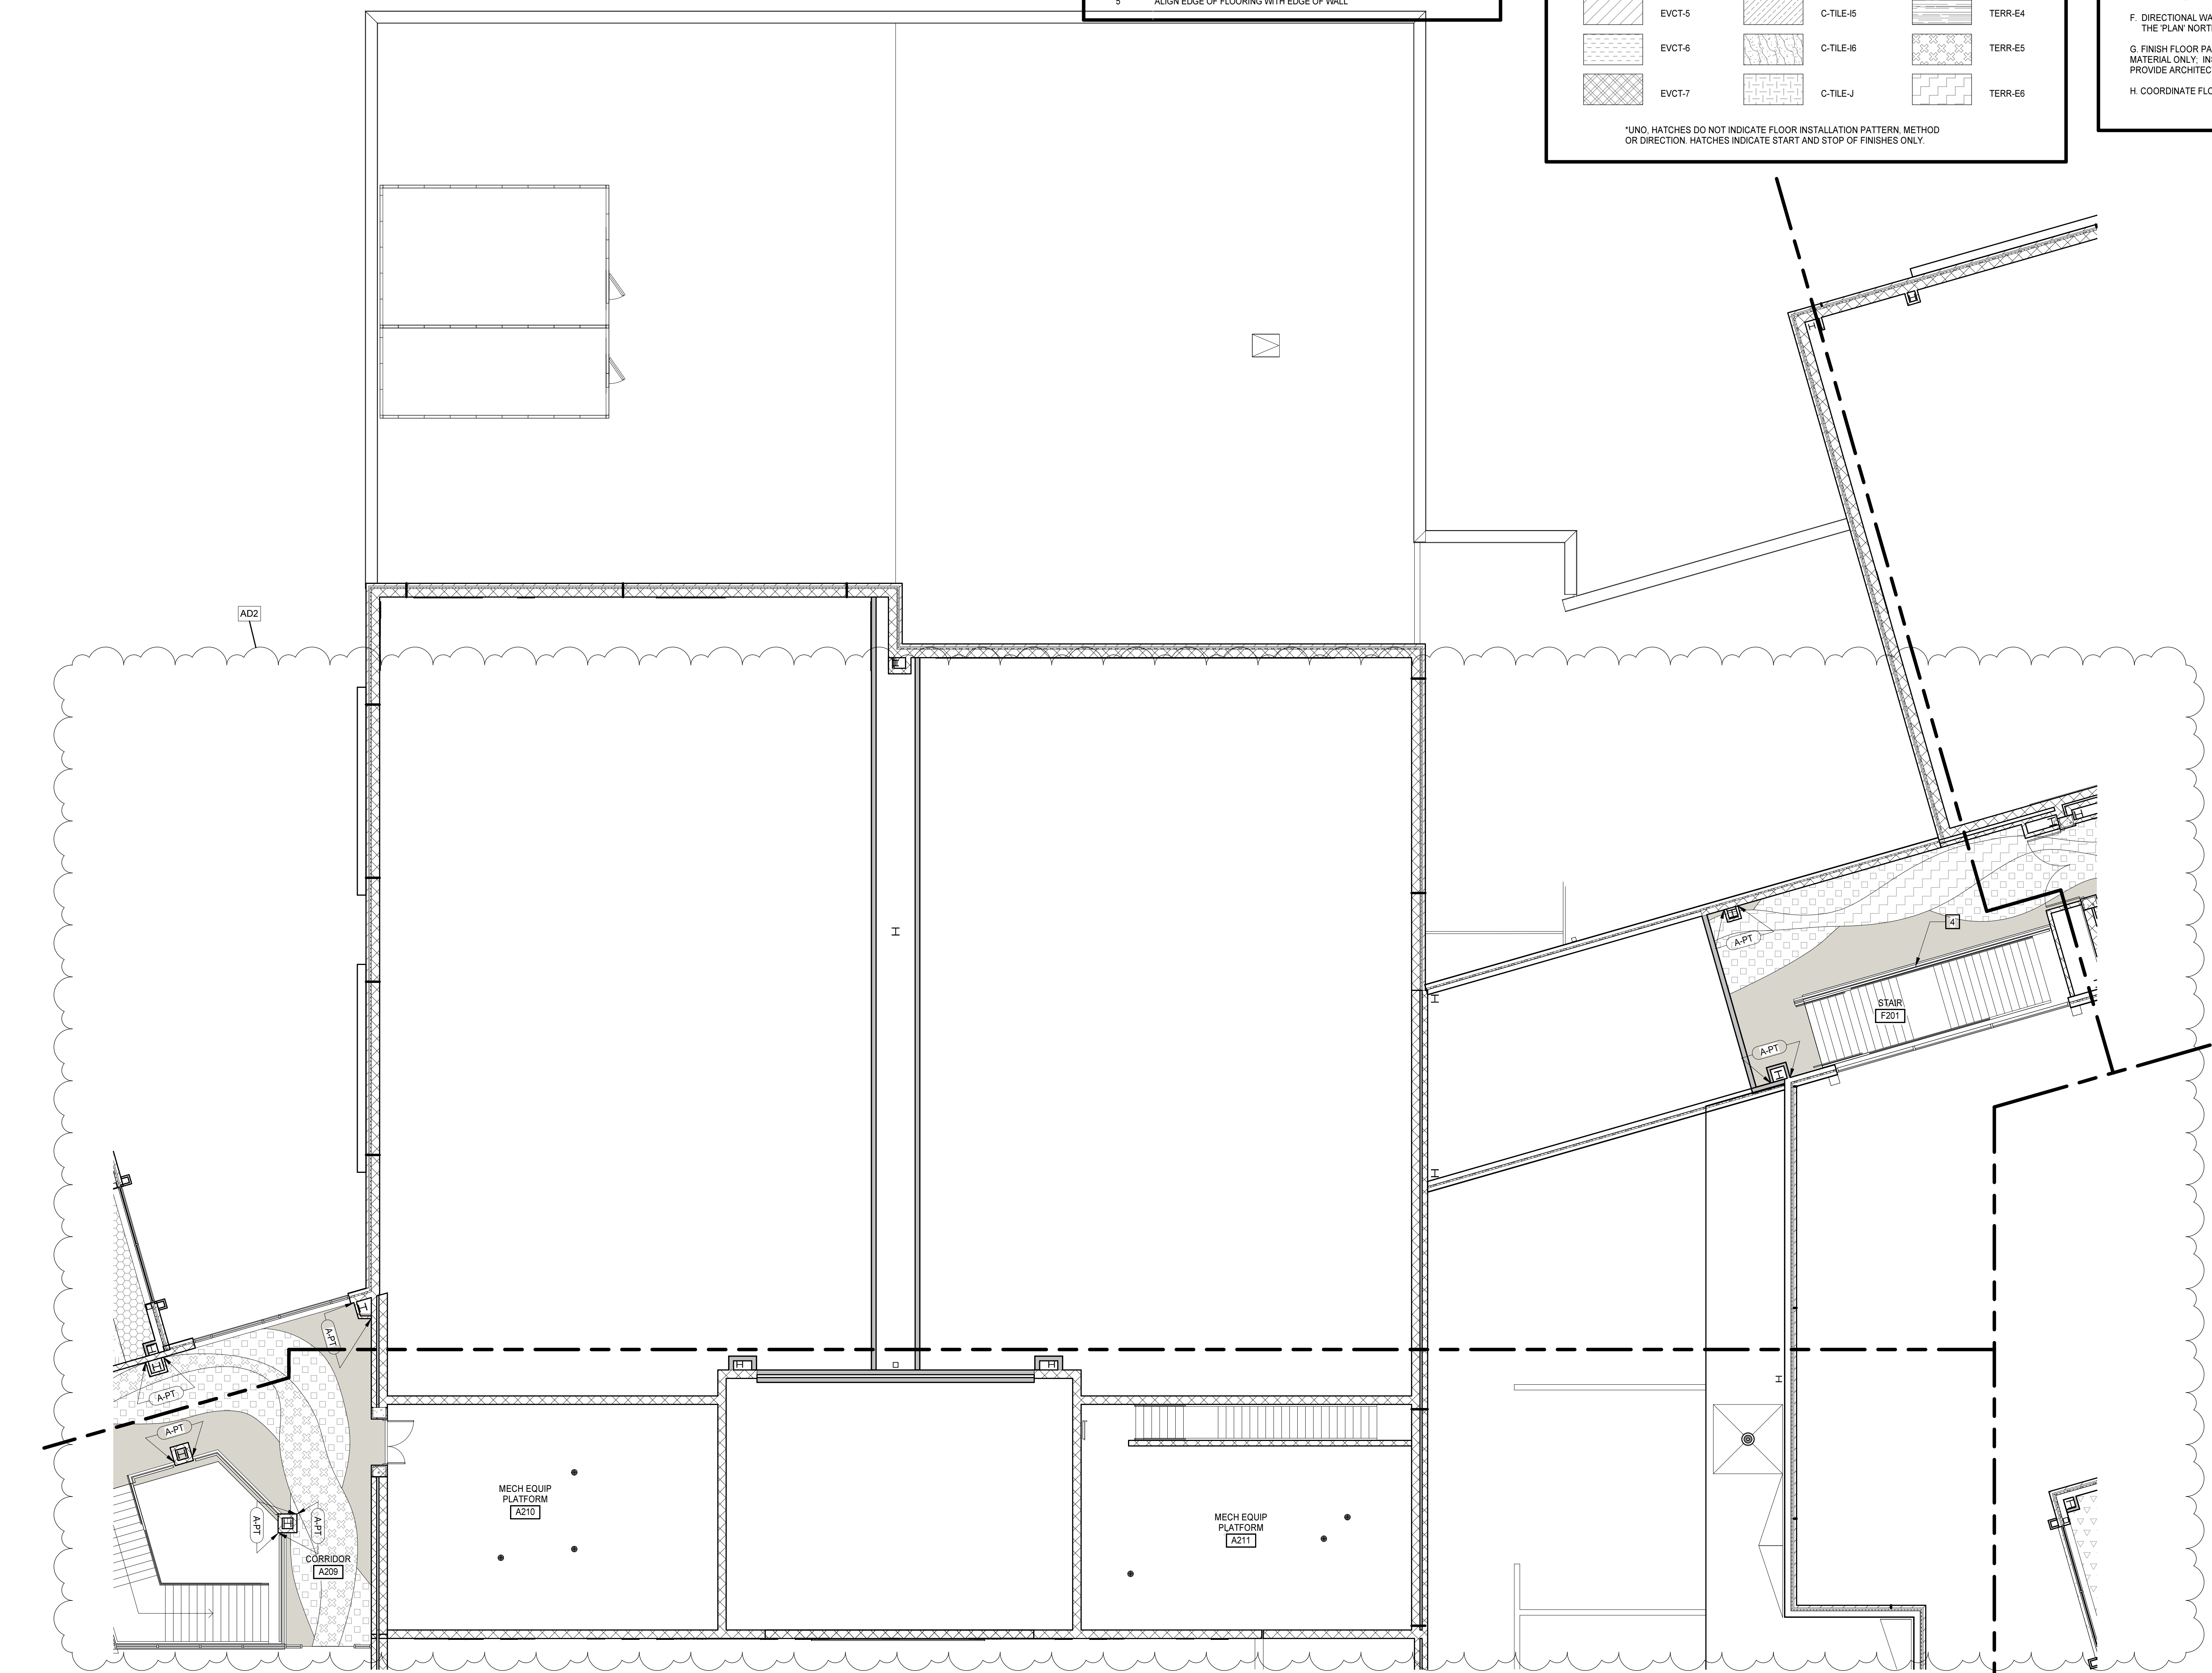 5 ALIGN EDGE OF FLOORING WITH EDGE OF WALL
EVCT-5
C-TILE-I5
TERR-E4
EVCT-6
C-TILE-I6
TERR-E5
EVCT-7
C-TILE-J
TERR-E6
*UNO, HATCHES DO NOT INDICATE FLOOR INSTALLATION PATTERN, METHOD
OR DIRECTION. HATCHES INDICATE START AND STOP OF FINISHES ONLY.
F. DIRECTIONAL WA
THE 'PLAN' NORT
G. FINISH FLOOR PA
MATERIAL ONLY; INS
PROVIDE ARCHITEC
H. COORDINATE FLO
AD2
4
A-PT
STAIR
F201
A-PT
A-PT
A-PT
A-PT
A-PT
A-PT
CORRIDOR
A209
MECH EQUIP
PLATFORM
A210
MECH EQUIP
PLATFORM
A211